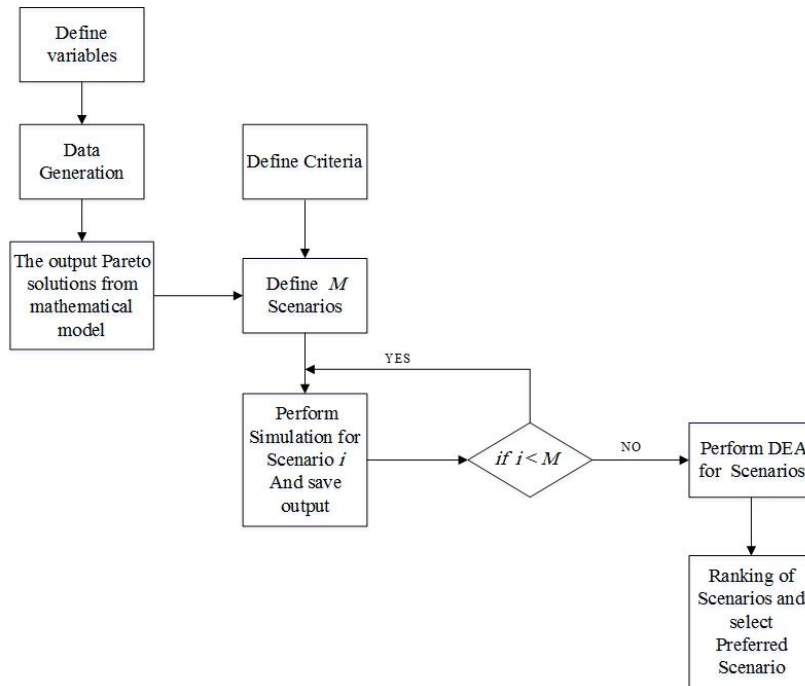 Define
variables
Data
Generation
Define Criteria
The output Pareto
solutions from
mathematical
model
Define M
Scenarios
YES
Perform
Simulation for
Scenario i
And save
output
if i < M
NO
Perform DEA
for Scenarios
Ranking of
Scenarios and
select
Preferred
Scenario